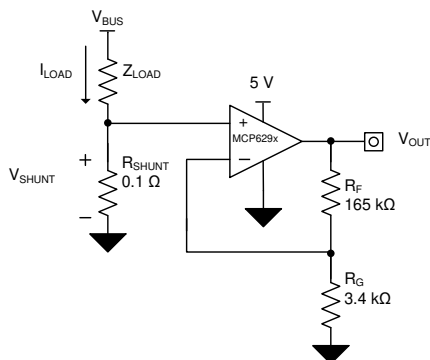 VBUS
ILOAD
ZLOAD
5 V
+
MCP629x
−
VOUT
+
VSHUNT
−
RSHUNT
0.1 Ω
RF
165 kΩ
RG
3.4 kΩ